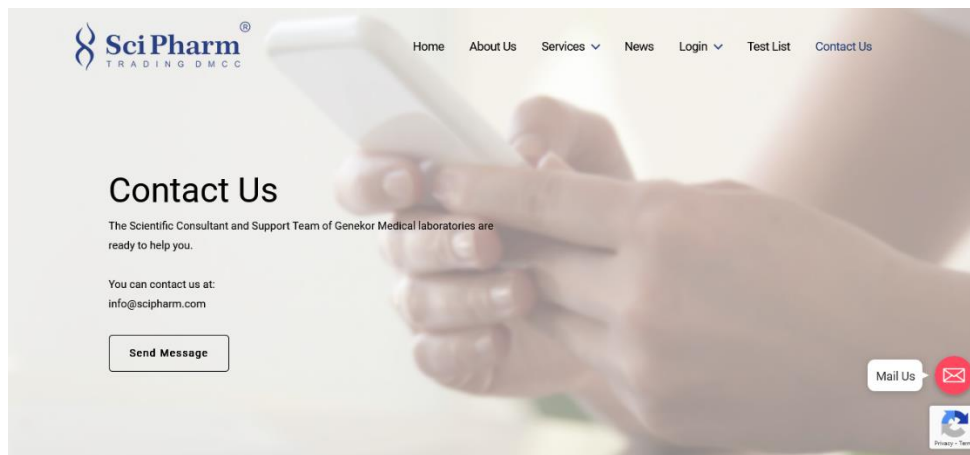 SciPharm®
TRADING DMCC
Home About Us Services News Login Test List Contact Us
Contact Us
The Scientific Consultant and Support Team of Genekor Medical laboratories are
ready to help you.
You can contact us at:
info@scipharm.com
Send Message
Mail Us
Privacy - Term